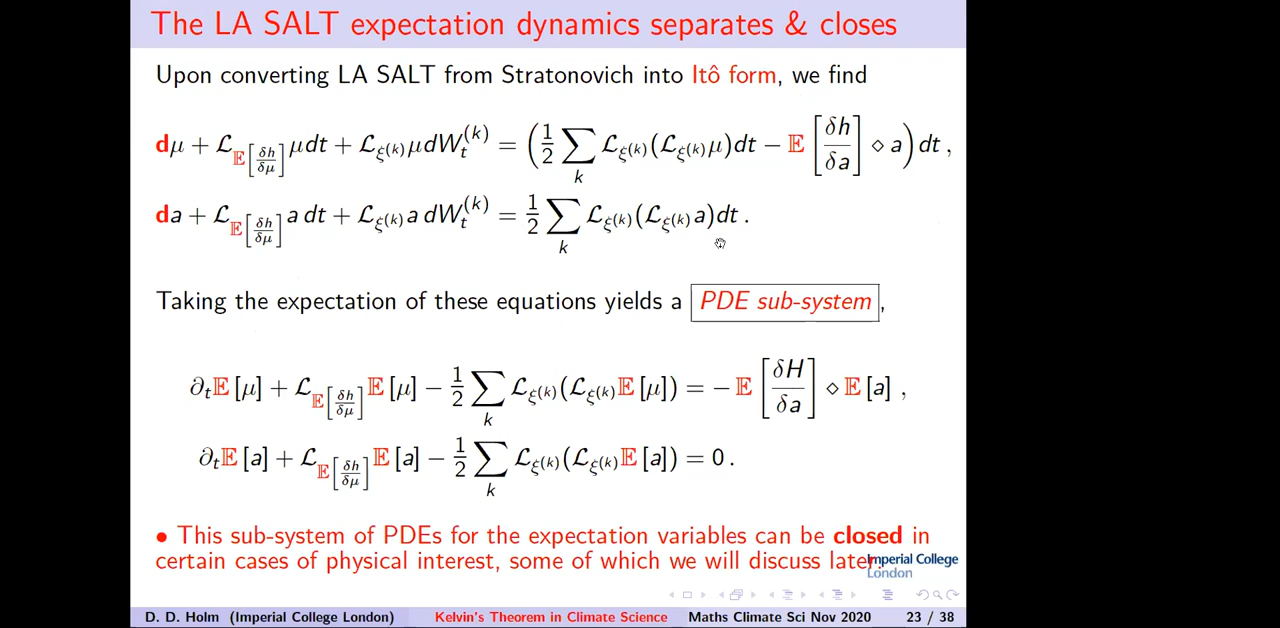 The LA SALT expectation dynamics separates & closes
Upon converting LA SALT from Stratonovich into Itô form, we find
dμ + ℒ_{𝔼[δh/δμ]} μdt + ℒ_{ξ^{(k)}} μdW_t^{(k)} = (½ ∑_k ℒ_{ξ^{(k)}}(ℒ_{ξ^{(k)}}μ)dt − 𝔼[δh/δa] ⋄ a)dt ,
da + ℒ_{𝔼[δh/δμ]} a dt + ℒ_{ξ^{(k)}} a dW_t^{(k)} = ½ ∑_k ℒ_{ξ^{(k)}}(ℒ_{ξ^{(k)}}a)dt .
Taking the expectation of these equations yields a PDE sub-system,
∂_t𝔼[μ] + ℒ_{𝔼[δh/δμ]}𝔼[μ] − ½ ∑_k ℒ_{ξ^{(k)}}(ℒ_{ξ^{(k)}}𝔼[μ]) = −𝔼[δH/δa] ⋄ 𝔼[a] ,
∂_t𝔼[a] + ℒ_{𝔼[δh/δμ]}𝔼[a] − ½ ∑_k ℒ_{ξ^{(k)}}(ℒ_{ξ^{(k)}}𝔼[a]) = 0 .
• This sub-system of PDEs for the expectation variables can be closed in
certain cases of physical interest, some of which we will discuss later.
Imperial College
London
D. D. Holm (Imperial College London) Kelvin's Theorem in Climate Science Maths Climate Sci Nov 2020 23 / 38